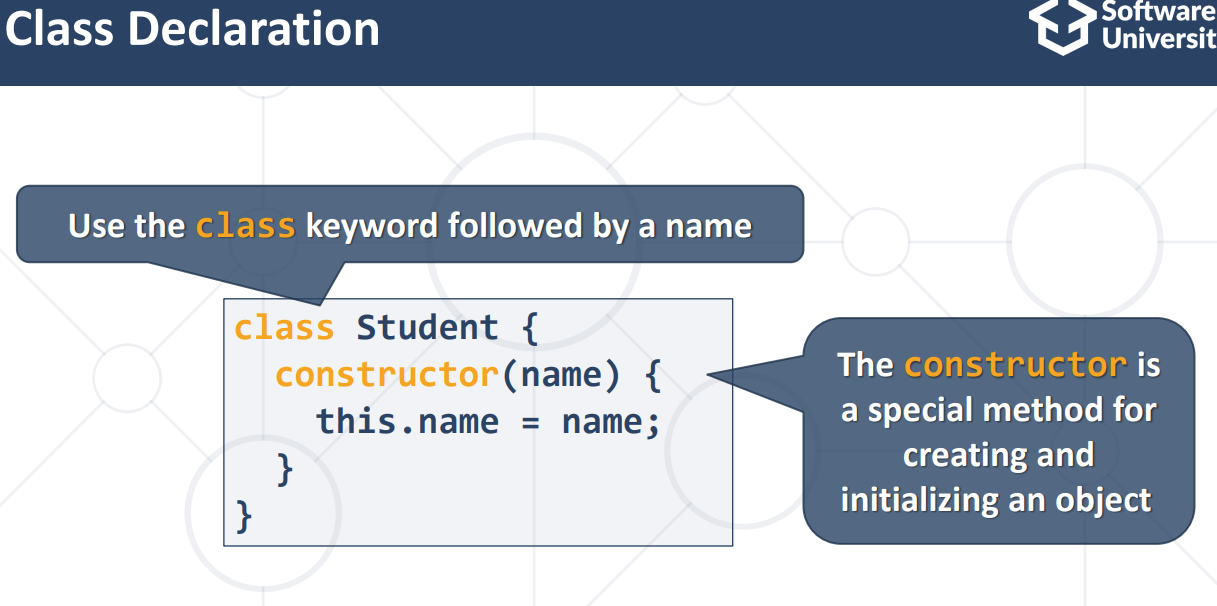 Class Declaration
Software
Universit
Use the class keyword followed by a name
class Student {
constructor(name) {
this.name = name;
}
}
The constructor is
a special method for
creating and
initializing an object